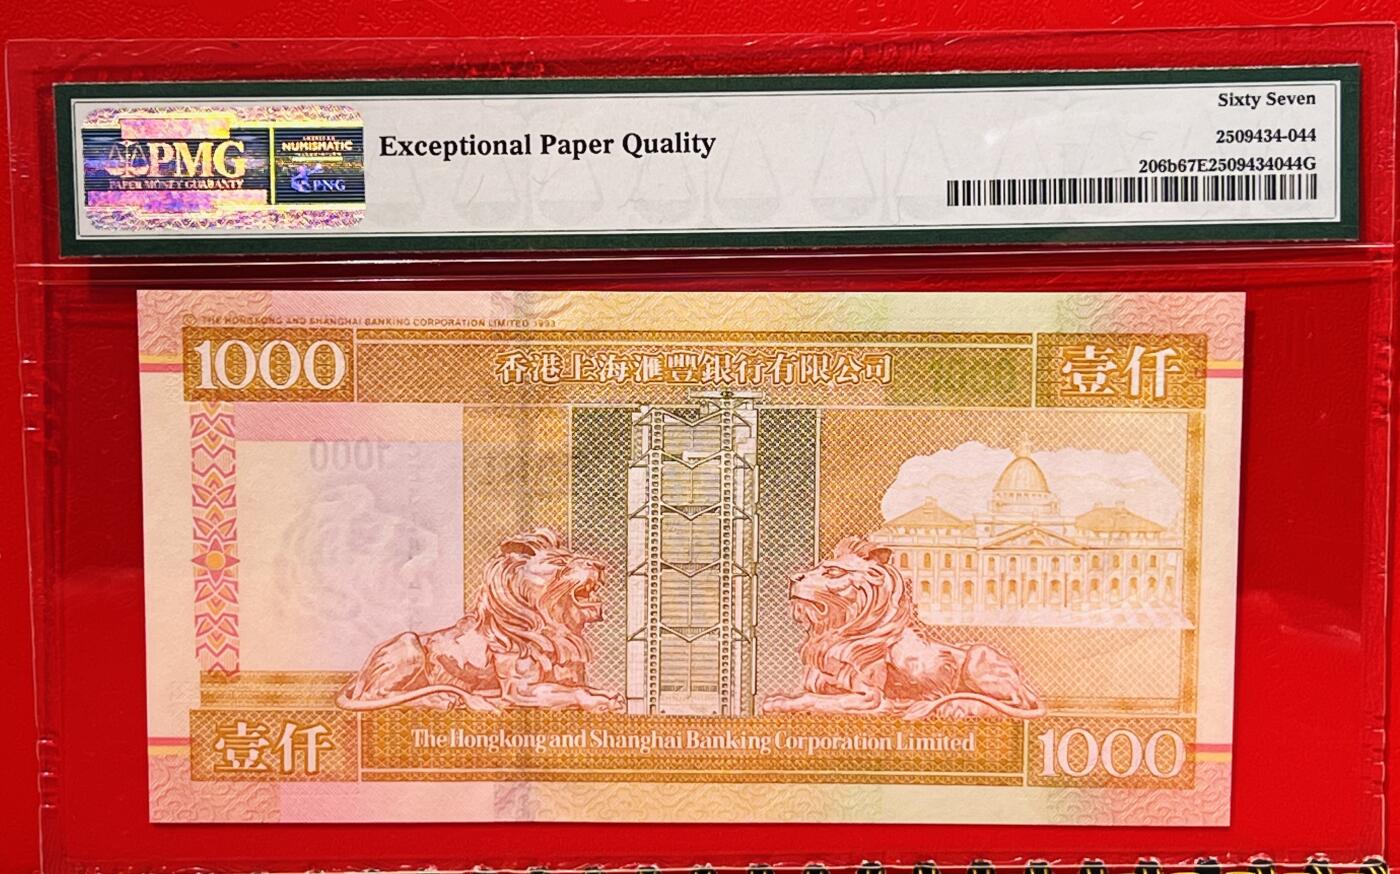 Sixty Seven
2509434-044
206b67E2509434044G
Exceptional Paper Quality
PMG
PAPER MONEY GUARANTY
NUMISMATIC
PNG
THE HONGKONG AND SHANGHAI BANKING CORPORATION LIMITED 1993
1000
香港上海滙豐銀行有限公司
壹仟
1000
壹仟
The Hongkong and Shanghai Banking Corporation Limited
1000